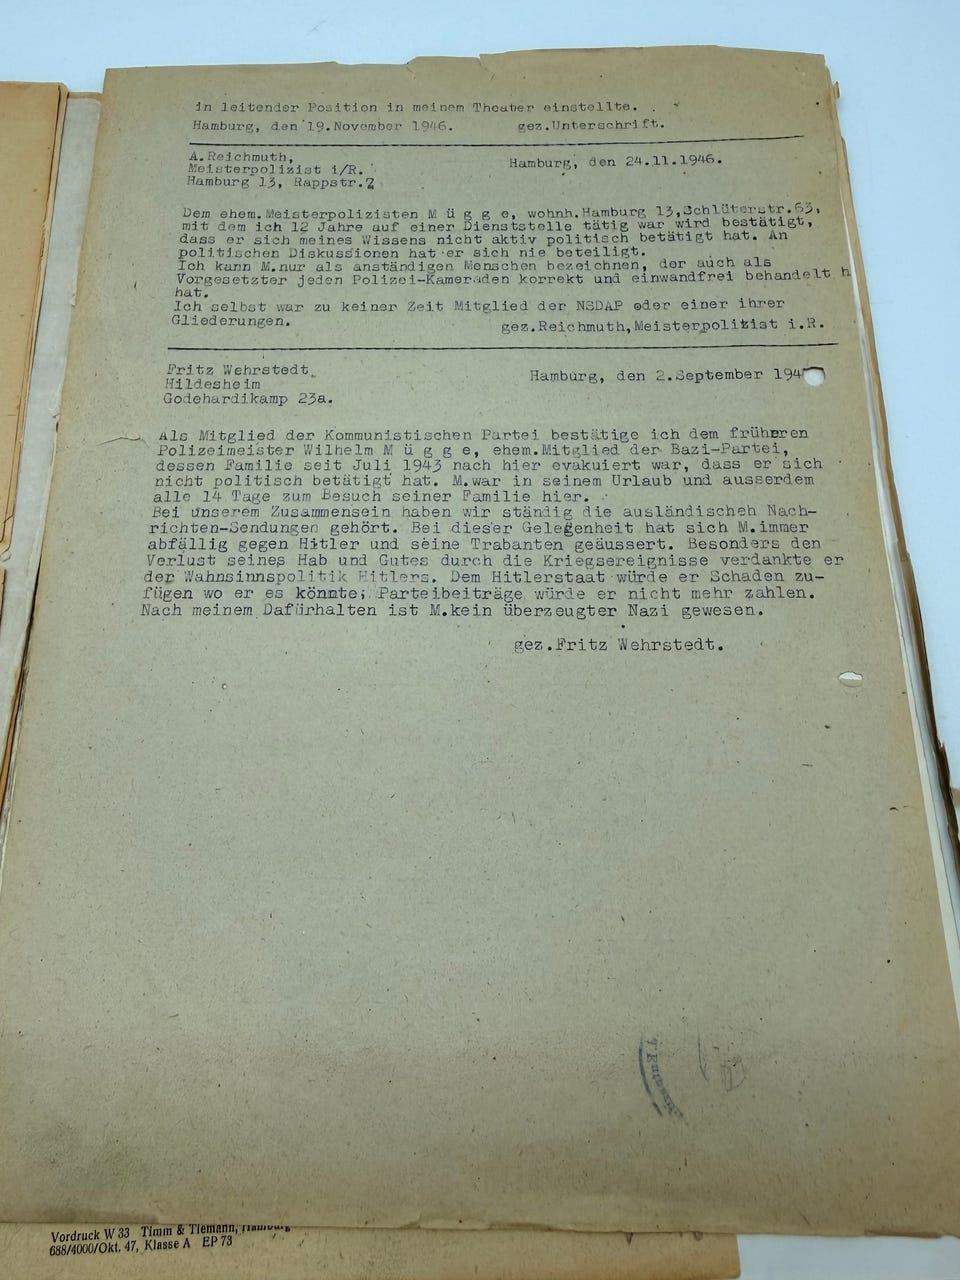 in leitender Position in meinem Theater einstellte.
Hamburg, den 19.November 1946. gez.Unterschrift.
A.Reichmuth,
Meisterpolizist i/R.
Hamburg 13, Rappstr.7
Hamburg, den 24.11.1946.
Dem ehem.Meisterpolizisten M ü g g e, wohnh.Hamburg 13,Schlüterstr.63,
mit dem ich 12 Jahre auf einer Dienststelle tätig war wird bestätigt,
dass er sich meines Wissens nicht aktiv politisch betätigt hat. An
politischen Diskussionen hat er sich nie beteiligt.
Ich kann M.nur als anständigen Menschen bezeichnen, der auch als
Vorgesetzter jeden Polizei-Kameraden korrekt und einwandfrei behandelt h
hat.
Ich selbst war zu keiner Zeit Mitglied der NSDAP oder einer ihrer
Gliederungen.
gez.Reichmuth,Meisterpolizist i.R.
Fritz Wehrstedt
Hildesheim
Godehardikamp 23a.
Hamburg, den 2.September 194
Als Mitglied der Kommunistischen Partei bestätige ich dem früheren
Polizeimeister Wilhelm M ü g g e, ehem.Mitglied der Bazi-Partei,
dessen Familie seit Juli 1943 nach hier evakuiert war, dass er sich
nicht politisch betätigt hat. M.war in seinem Urlaub und ausserdem
alle 14 Tage zum Besuch seiner Familie hier.
Bei unserem Zusammensein haben wir ständig die ausländischeh Nach-
richten-Sendungen gehört. Bei dieser Gelegenheit hat sich M.immer
abfällig gegen Hitler und seine Trabanten geäussert. Besonders den
Verlust seines Hab und Gutes durch die Kriegsereignisse verdankte er
der Wahnsinnspolitik Hitlers. Dem Hitlerstaat würde er Schaden zu-
fügen wo er es könnte, Parteibeiträge würde er nicht mehr zahlen.
Nach meinem Dafürhalten ist M.kein überzeugter Nazi gewesen.
gez.Fritz Wehrstedt.
Vordruck W 33 Timm & Tiemann, Hamburg
688/4000/Okt. 47, Klasse A EP 73